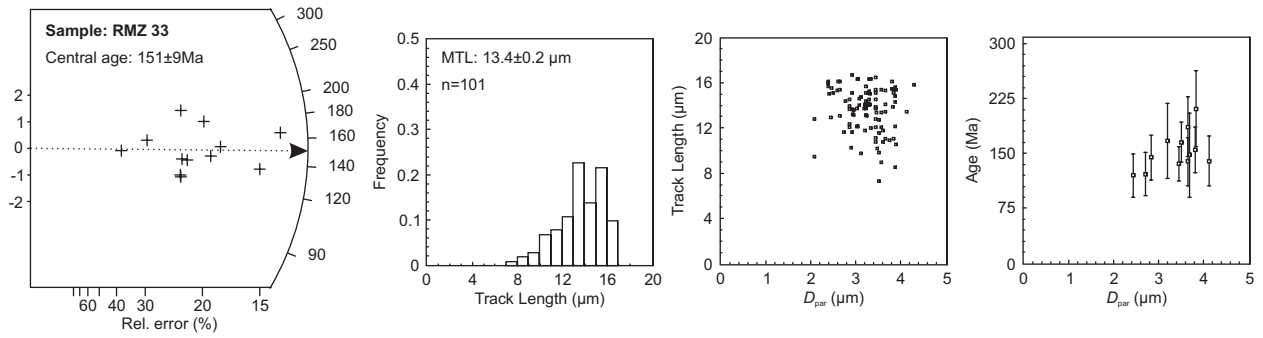 Sample: RMZ 33
Central age: 151±9Ma
2
1
0
-1
-2
300
250
200
180
160
140
120
90
60 40 30 20 15
Rel. error (%)
0.5
0.4
0.3
0.2
0.1
0
Frequency
MTL: 13.4±0.2 µm
n=101
0 4 8 12 16 20
Track Length (µm)
20
16
12
8
4
0
Track Length (µm)
0 1 2 3 4 5
Dpar (µm)
300
225
150
75
0
Age (Ma)
0 1 2 3 4 5
Dpar (µm)